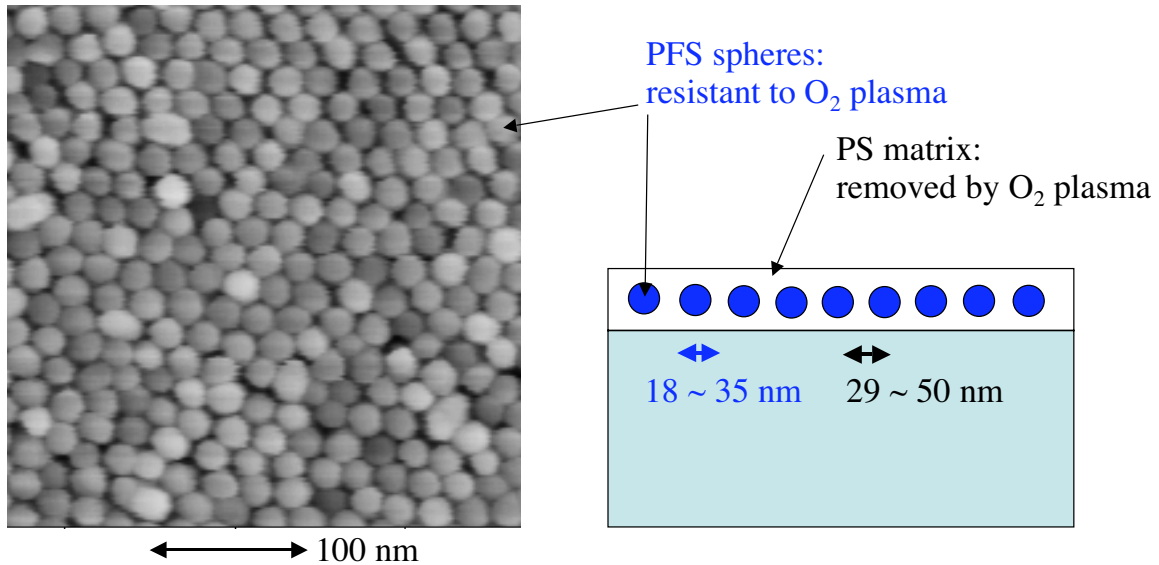 PFS spheres:
resistant to O₂ plasma
PS matrix:
removed by O₂ plasma
18 ~ 35 nm
29 ~ 50 nm
100 nm